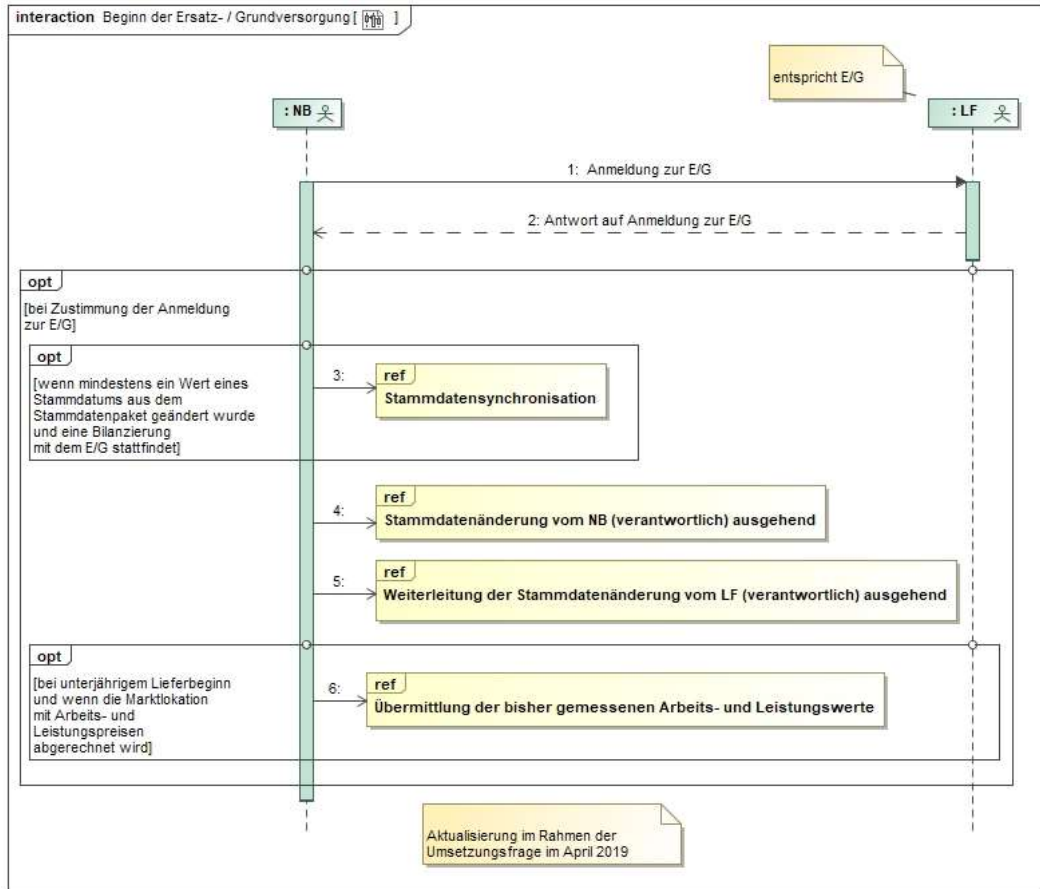 interaction Beginn der Ersatz- / Grundversorgung [ ]
entspricht E/G
: NB
: LF
1: Anmeldung zur E/G
2: Antwort auf Anmeldung zur E/G
opt
[bei Zustimmung der Anmeldung
zur E/G]
opt
[wenn mindestens ein Wert eines
Stammdatums aus dem
Stammdatenpaket geändert wurde
und eine Bilanzierung
mit dem E/G stattfindet]
3:
ref
Stammdatensynchronisation
4:
ref
Stammdatenänderung vom NB (verantwortlich) ausgehend
5:
ref
Weiterleitung der Stammdatenänderung vom LF (verantwortlich) ausgehend
opt
[bei unterjährigem Lieferbeginn
und wenn die Marktlokation
mit Arbeits- und
Leistungspreisen
abgerechnet wird]
6:
ref
Übermittlung der bisher gemessenen Arbeits- und Leistungswerte
Aktualisierung im Rahmen der
Umsetzungsfrage im April 2019